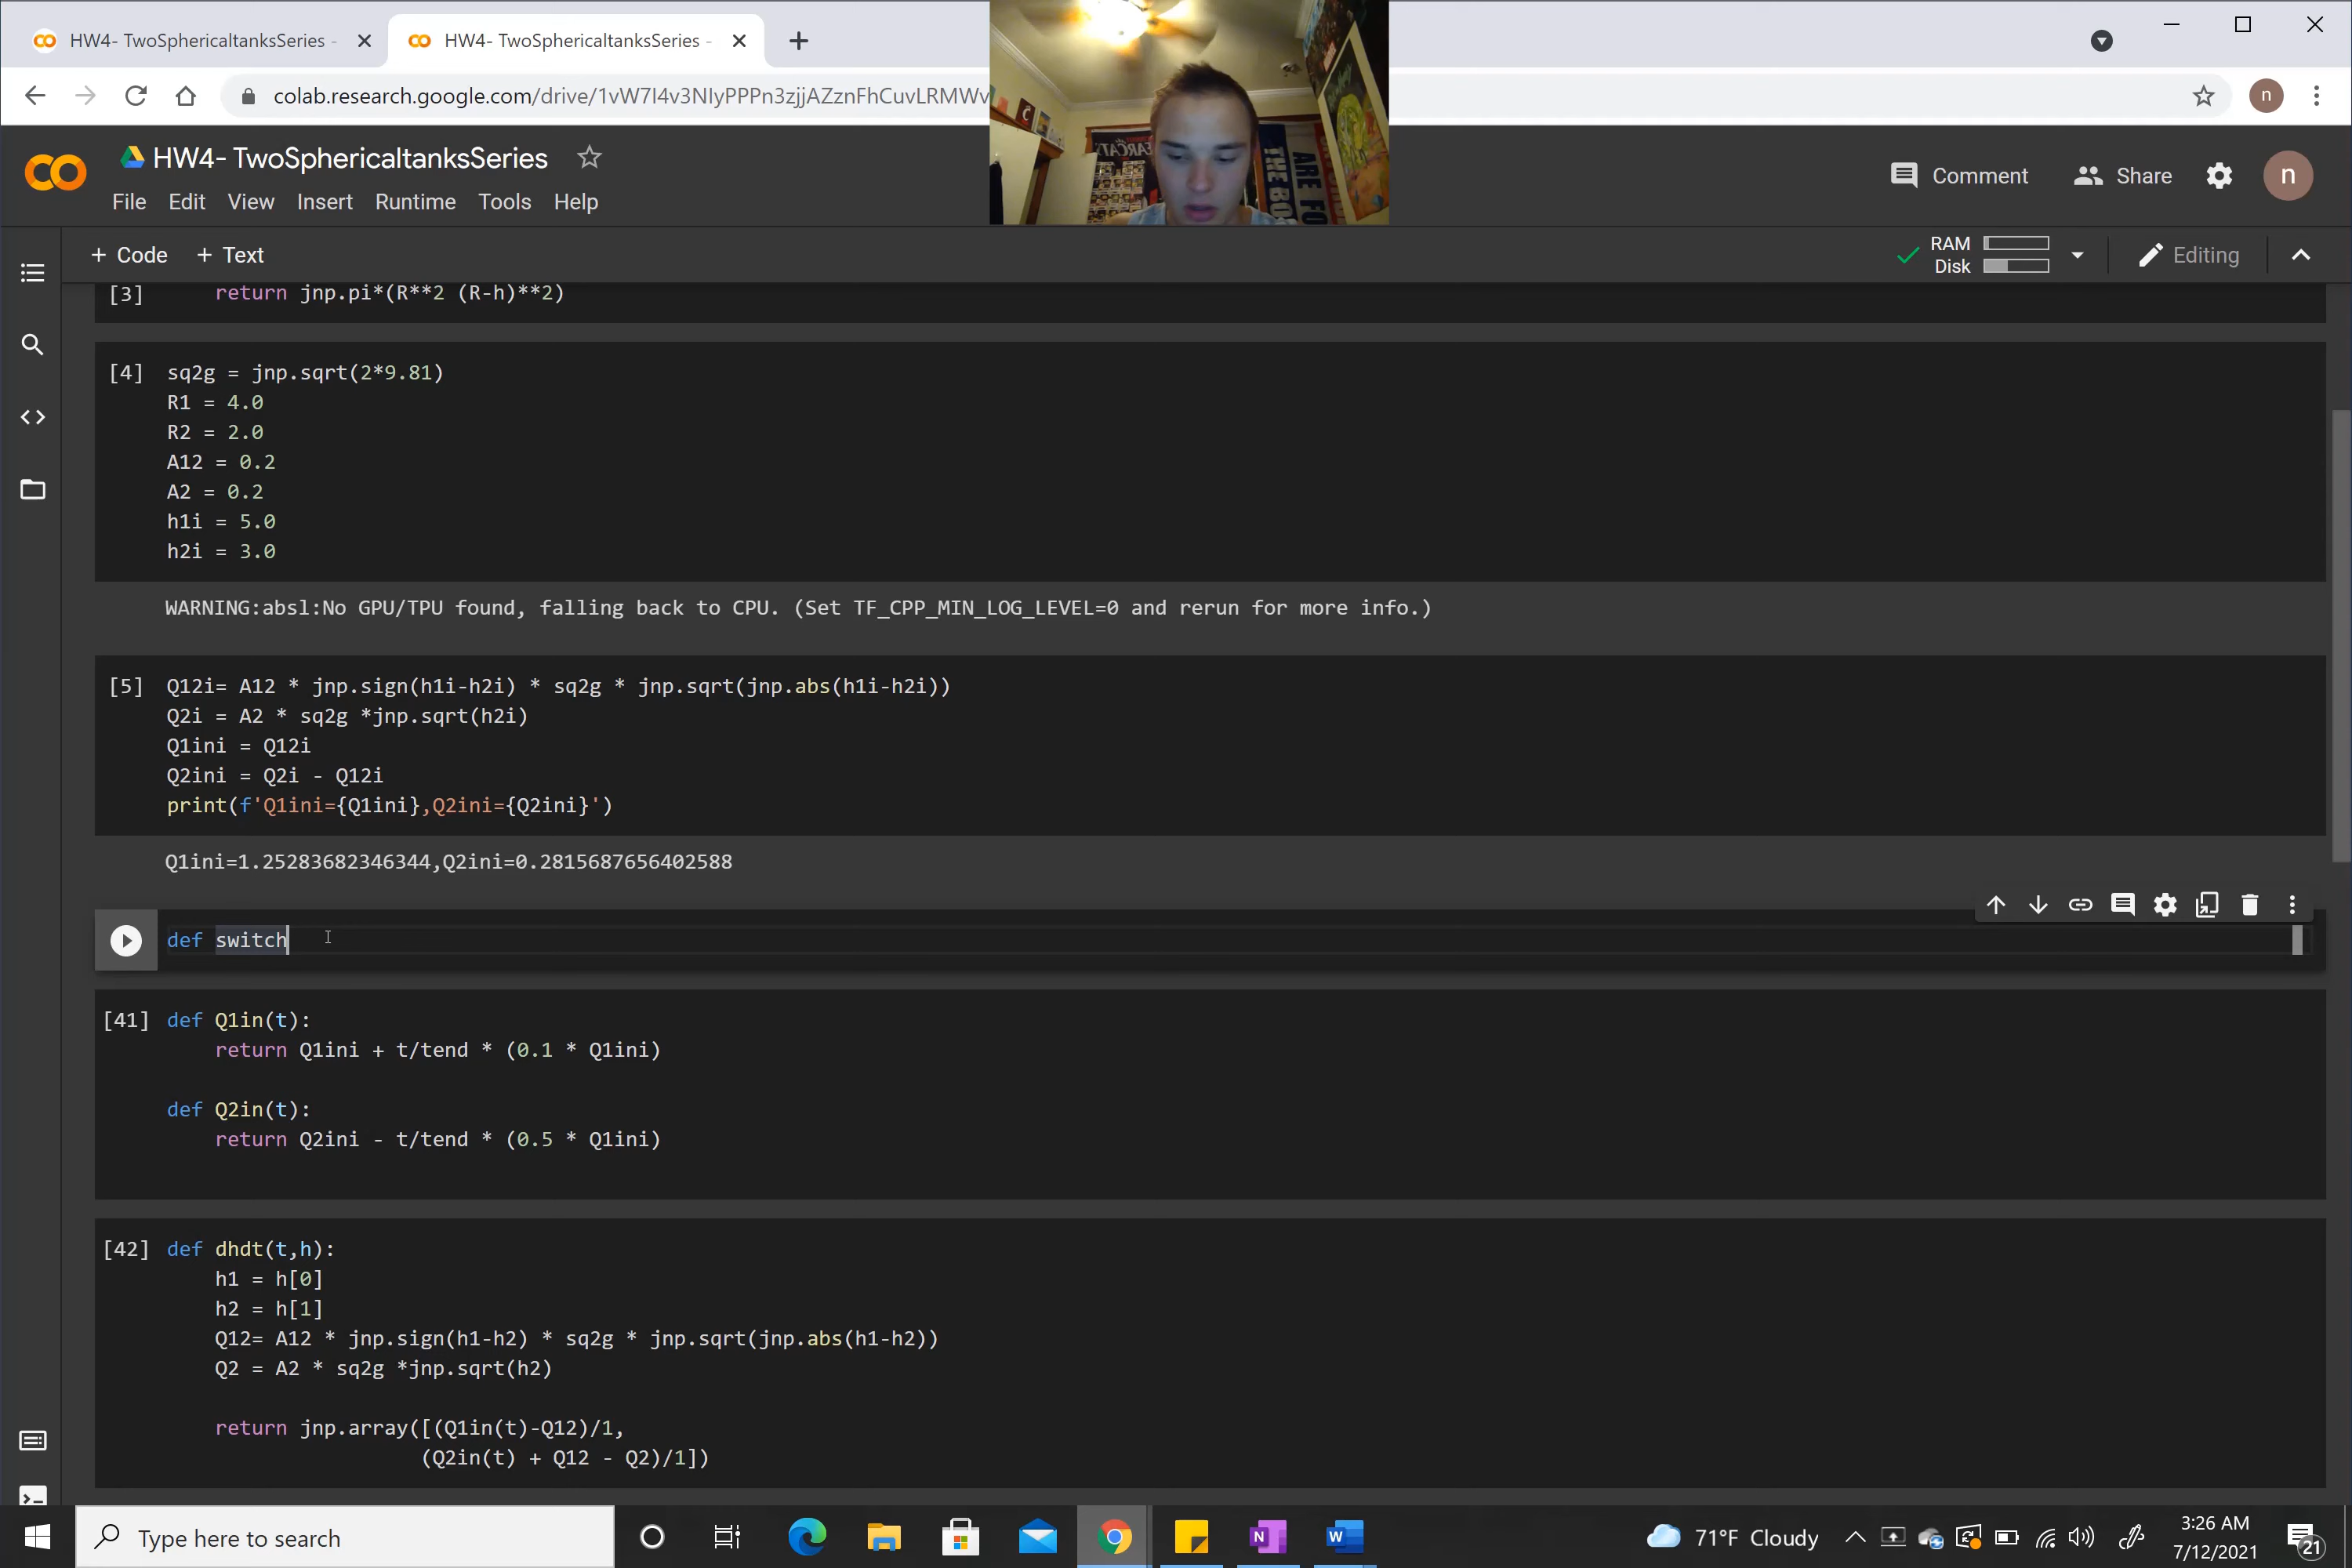 HW4- TwoSphericaltanksSeries -
HW4- TwoSphericaltanksSeries -
colab.research.google.com/drive/1vW7I4v3NIyPPPn3zjjAZznFhCuvLRMWv
n
HW4- TwoSphericaltanksSeries
Comment
Share
n
File Edit View Insert Runtime Tools Help
+ Code + Text
RAM
Disk
Editing
[3] return jnp.pi*(R**2 (R-h)**2)
[4] sq2g = jnp.sqrt(2*9.81)
R1 = 4.0
R2 = 2.0
A12 = 0.2
A2 = 0.2
h1i = 5.0
h2i = 3.0
WARNING:absl:No GPU/TPU found, falling back to CPU. (Set TF_CPP_MIN_LOG_LEVEL=0 and rerun for more info.)
[5] Q12i= A12 * jnp.sign(h1i-h2i) * sq2g * jnp.sqrt(jnp.abs(h1i-h2i))
Q2i = A2 * sq2g *jnp.sqrt(h2i)
Q1ini = Q12i
Q2ini = Q2i - Q12i
print(f'Q1ini={Q1ini},Q2ini={Q2ini}')
Q1ini=1.25283682346344,Q2ini=0.2815687656402588
def switch
[41] def Q1in(t):
return Q1ini + t/tend * (0.1 * Q1ini)
def Q2in(t):
return Q2ini - t/tend * (0.5 * Q1ini)
[42] def dhdt(t,h):
h1 = h[0]
h2 = h[1]
Q12= A12 * jnp.sign(h1-h2) * sq2g * jnp.sqrt(jnp.abs(h1-h2))
Q2 = A2 * sq2g *jnp.sqrt(h2)
return jnp.array([(Q1in(t)-Q12)/1,
(Q2in(t) + Q12 - Q2)/1])
Type here to search
71°F Cloudy
3:26 AM
7/12/2021
21